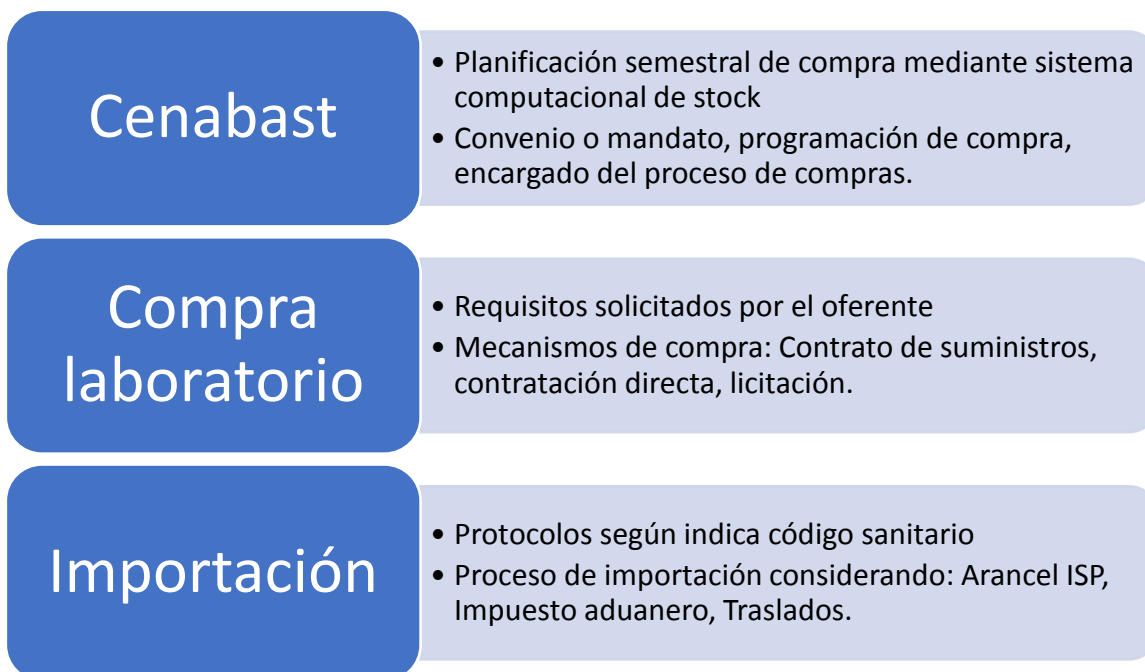 Cenabast
• Planificación semestral de compra mediante sistema
computacional de stock
• Convenio o mandato, programación de compra,
encargado del proceso de compras.
Compra
laboratorio
• Requisitos solicitados por el oferente
• Mecanismos de compra: Contrato de suministros,
contratación directa, licitación.
Importación
• Protocolos según indica código sanitario
• Proceso de importación considerando: Arancel ISP,
Impuesto aduanero, Traslados.